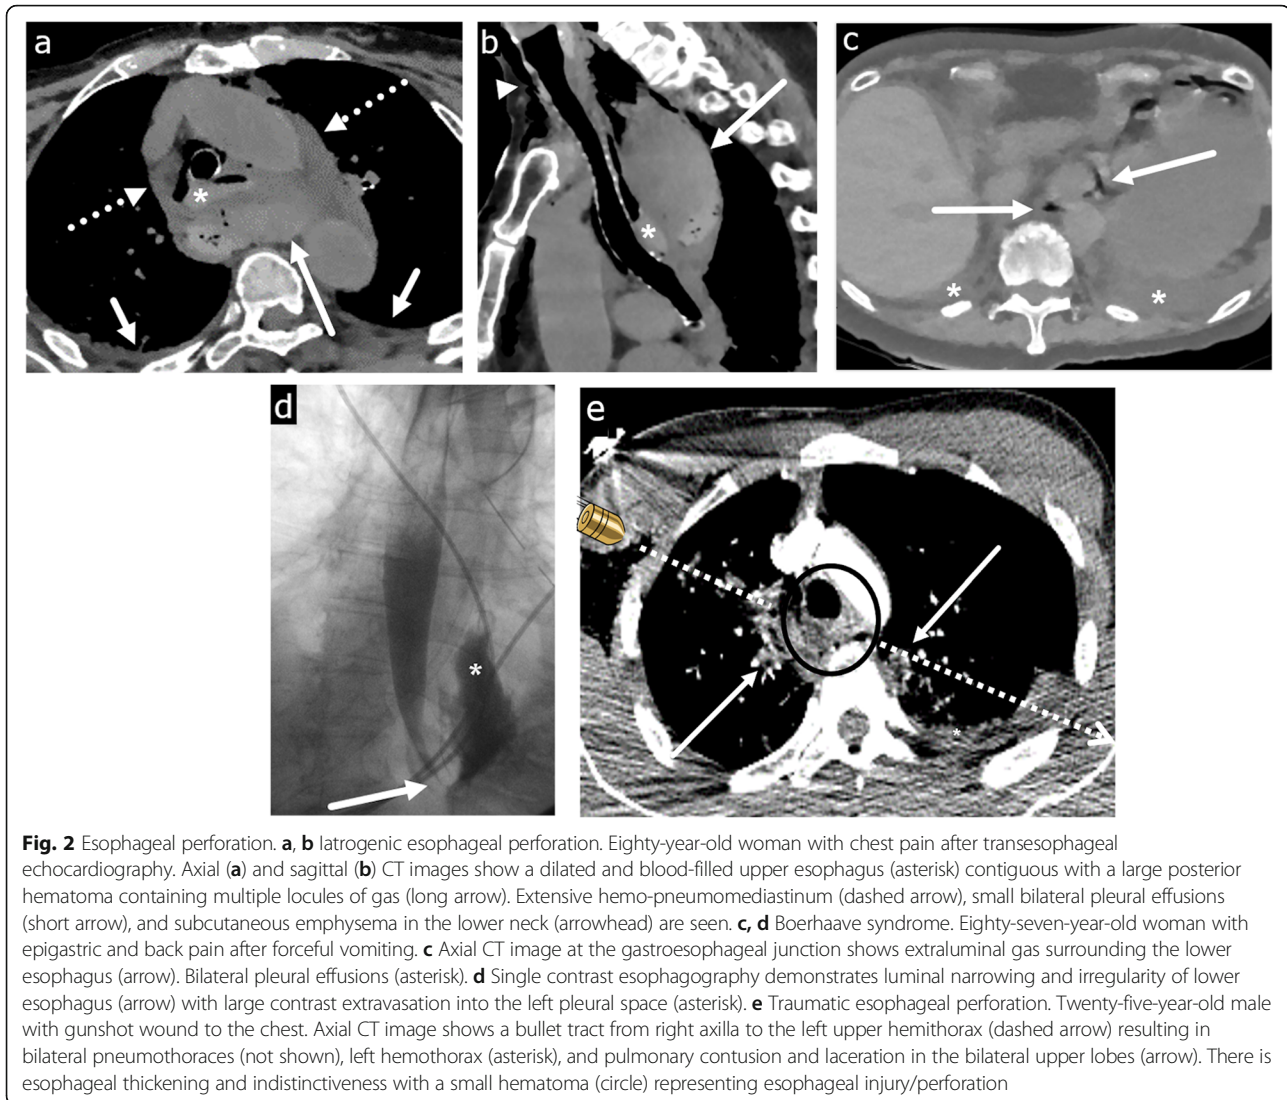 a
b
c
d
e
Fig. 2 Esophageal perforation. a, b Iatrogenic esophageal perforation. Eighty-year-old woman with chest pain after transesophageal
echocardiography. Axial (a) and sagittal (b) CT images show a dilated and blood-filled upper esophagus (asterisk) contiguous with a large posterior
hematoma containing multiple locules of gas (long arrow). Extensive hemo-pneumomediastinum (dashed arrow), small bilateral pleural effusions
(short arrow), and subcutaneous emphysema in the lower neck (arrowhead) are seen. c, d Boerhaave syndrome. Eighty-seven-year-old woman with
epigastric and back pain after forceful vomiting. c Axial CT image at the gastroesophageal junction shows extraluminal gas surrounding the lower
esophagus (arrow). Bilateral pleural effusions (asterisk). d Single contrast esophagography demonstrates luminal narrowing and irregularity of lower
esophagus (arrow) with large contrast extravasation into the left pleural space (asterisk). e Traumatic esophageal perforation. Twenty-five-year-old male
with gunshot wound to the chest. Axial CT image shows a bullet tract from right axilla to the left upper hemithorax (dashed arrow) resulting in
bilateral pneumothoraces (not shown), left hemothorax (asterisk), and pulmonary contusion and laceration in the bilateral upper lobes (arrow). There is
esophageal thickening and indistinctiveness with a small hematoma (circle) representing esophageal injury/perforation